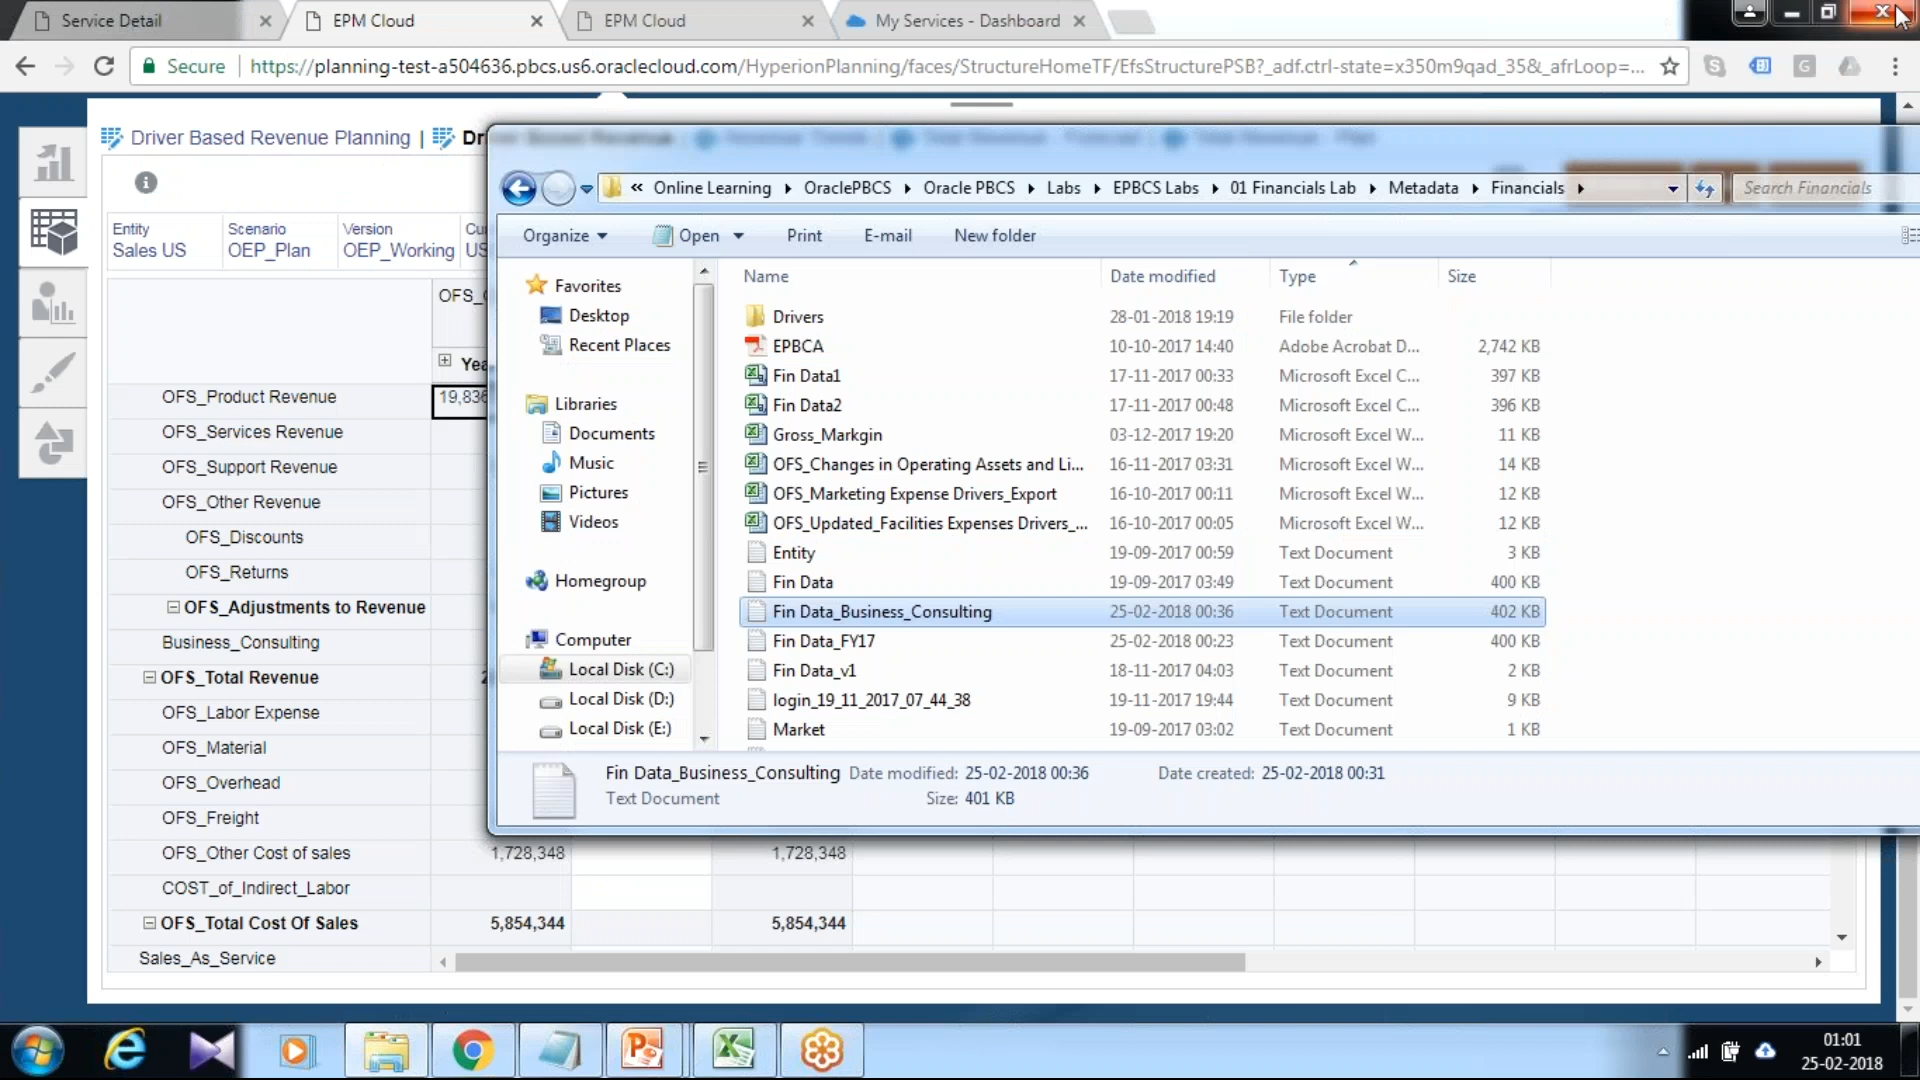 Service Detail
EPM Cloud
EPM Cloud
My Services - Dashboard
Secure
https://planning-test-a504636.pbcs.us6.oraclecloud.com/HyperionPlanning/faces/StructureHomeTF/EfsStructurePSB?_adf.ctrl-state=x350m9qad_35&_afrLoop=...
Driver Based Revenue Planning | Dr
Entity
Sales US
Scenario
OEP_Plan
Version
OEP_Working
Cu
US
OFS_
Yea
OFS_Product Revenue 19,836
OFS_Services Revenue
OFS_Support Revenue
OFS_Other Revenue
OFS_Discounts
OFS_Returns
OFS_Adjustments to Revenue
Business_Consulting
OFS_Total Revenue 2
OFS_Labor Expense
OFS_Material
OFS_Overhead
OFS_Freight
OFS_Other Cost of sales 1,728,348 1,728,348
COST_of_Indirect_Labor
OFS_Total Cost Of Sales 5,854,344 5,854,344
Sales_As_Service
« Online Learning OraclePBCS Oracle PBCS Labs EPBCS Labs 01 Financials Lab Metadata Financials
Search Financials
Organize Open Print E-mail New folder
Favorites
Desktop
Recent Places
Libraries
Documents
Music
Pictures
Videos
Homegroup
Computer
Local Disk (C:)
Local Disk (D:)
Local Disk (E:)
Name Date modified Type Size
Drivers 28-01-2018 19:19 File folder
EPBCA 10-10-2017 14:40 Adobe Acrobat D... 2,742 KB
Fin Data1 17-11-2017 00:33 Microsoft Excel C... 397 KB
Fin Data2 17-11-2017 00:48 Microsoft Excel C... 396 KB
Gross_Markgin 03-12-2017 19:20 Microsoft Excel W... 11 KB
OFS_Changes in Operating Assets and Li... 16-11-2017 03:31 Microsoft Excel W... 14 KB
OFS_Marketing Expense Drivers_Export 16-10-2017 00:11 Microsoft Excel W... 12 KB
OFS_Updated_Facilities Expenses Drivers_... 16-10-2017 00:05 Microsoft Excel W... 12 KB
Entity 19-09-2017 00:59 Text Document 3 KB
Fin Data 19-09-2017 03:49 Text Document 400 KB
Fin Data_Business_Consulting 25-02-2018 00:36 Text Document 402 KB
Fin Data_FY17 25-02-2018 00:23 Text Document 400 KB
Fin Data_v1 18-11-2017 04:03 Text Document 2 KB
login_19_11_2017_07_44_38 19-11-2017 19:44 Text Document 9 KB
Market 19-09-2017 03:02 Text Document 1 KB
Fin Data_Business_Consulting Date modified: 25-02-2018 00:36 Date created: 25-02-2018 00:31
Text Document Size: 401 KB
01:01
25-02-2018